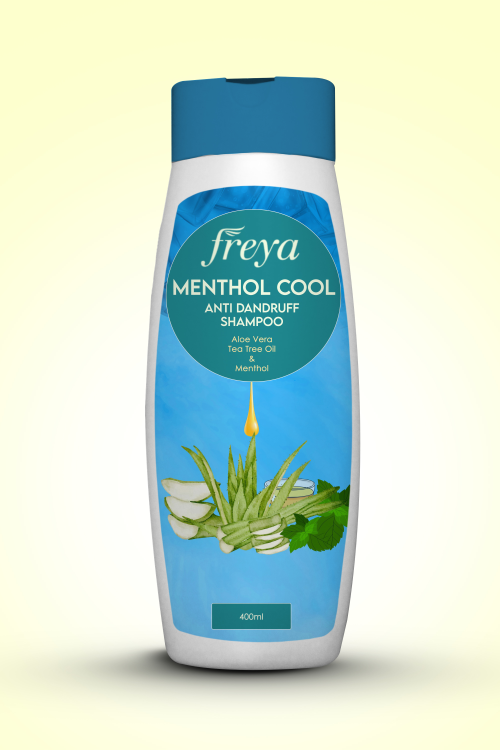 freya
MENTHOL COOL
ANTI DANDRUFF
SHAMPOO
Aloe Vera
Tea Tree Oil
&
Menthol
400ml